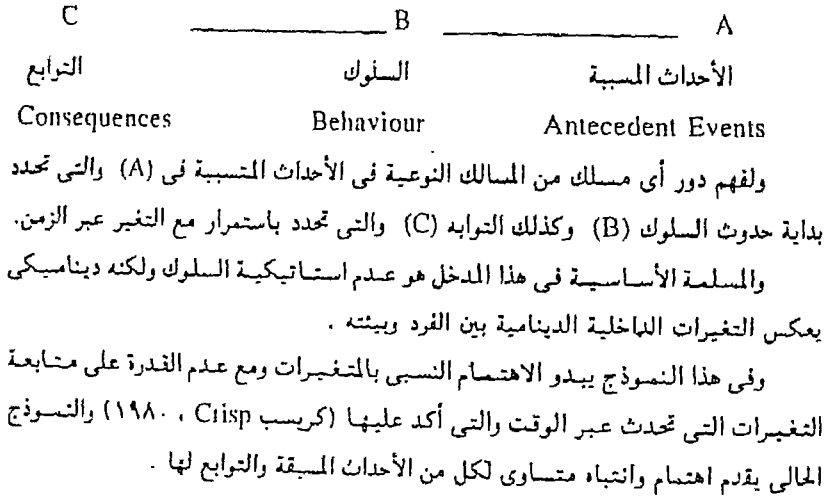 C ________ B ________ A
التوابع السلوك الأحداث المسببة
Consequences Behaviour Antecedent Events
ولفهم دور أى مسلك من المسالك النوعية فى الأحداث المتسببة فى (A) والتى تحدد
بداية حدوث السلوك (B) وكذلك التوابه (C) والتى تحدد باستمرار مع التغير عبر الزمن.
والمسلمة الأساسية فى هذا المدخل هو عدم استاتيكية السلوك ولكنه ديناميكى
يعكس التغيرات الداخلية الدينامية بين الفرد وبيئته .
وفى هذا النموذج يبدو الاهتمام النسبى بالمتغيرات ومع عدم القدرة على متابعة
التغيرات التى تحدث عبر الوقت والتى أكد عليها (كريسب Crisp ، ١٩٨٠) والنموذج
الحالى يقدم اهتمام وانتباه متساوى لكل من الأحداث المسبقة والتوابع لها .